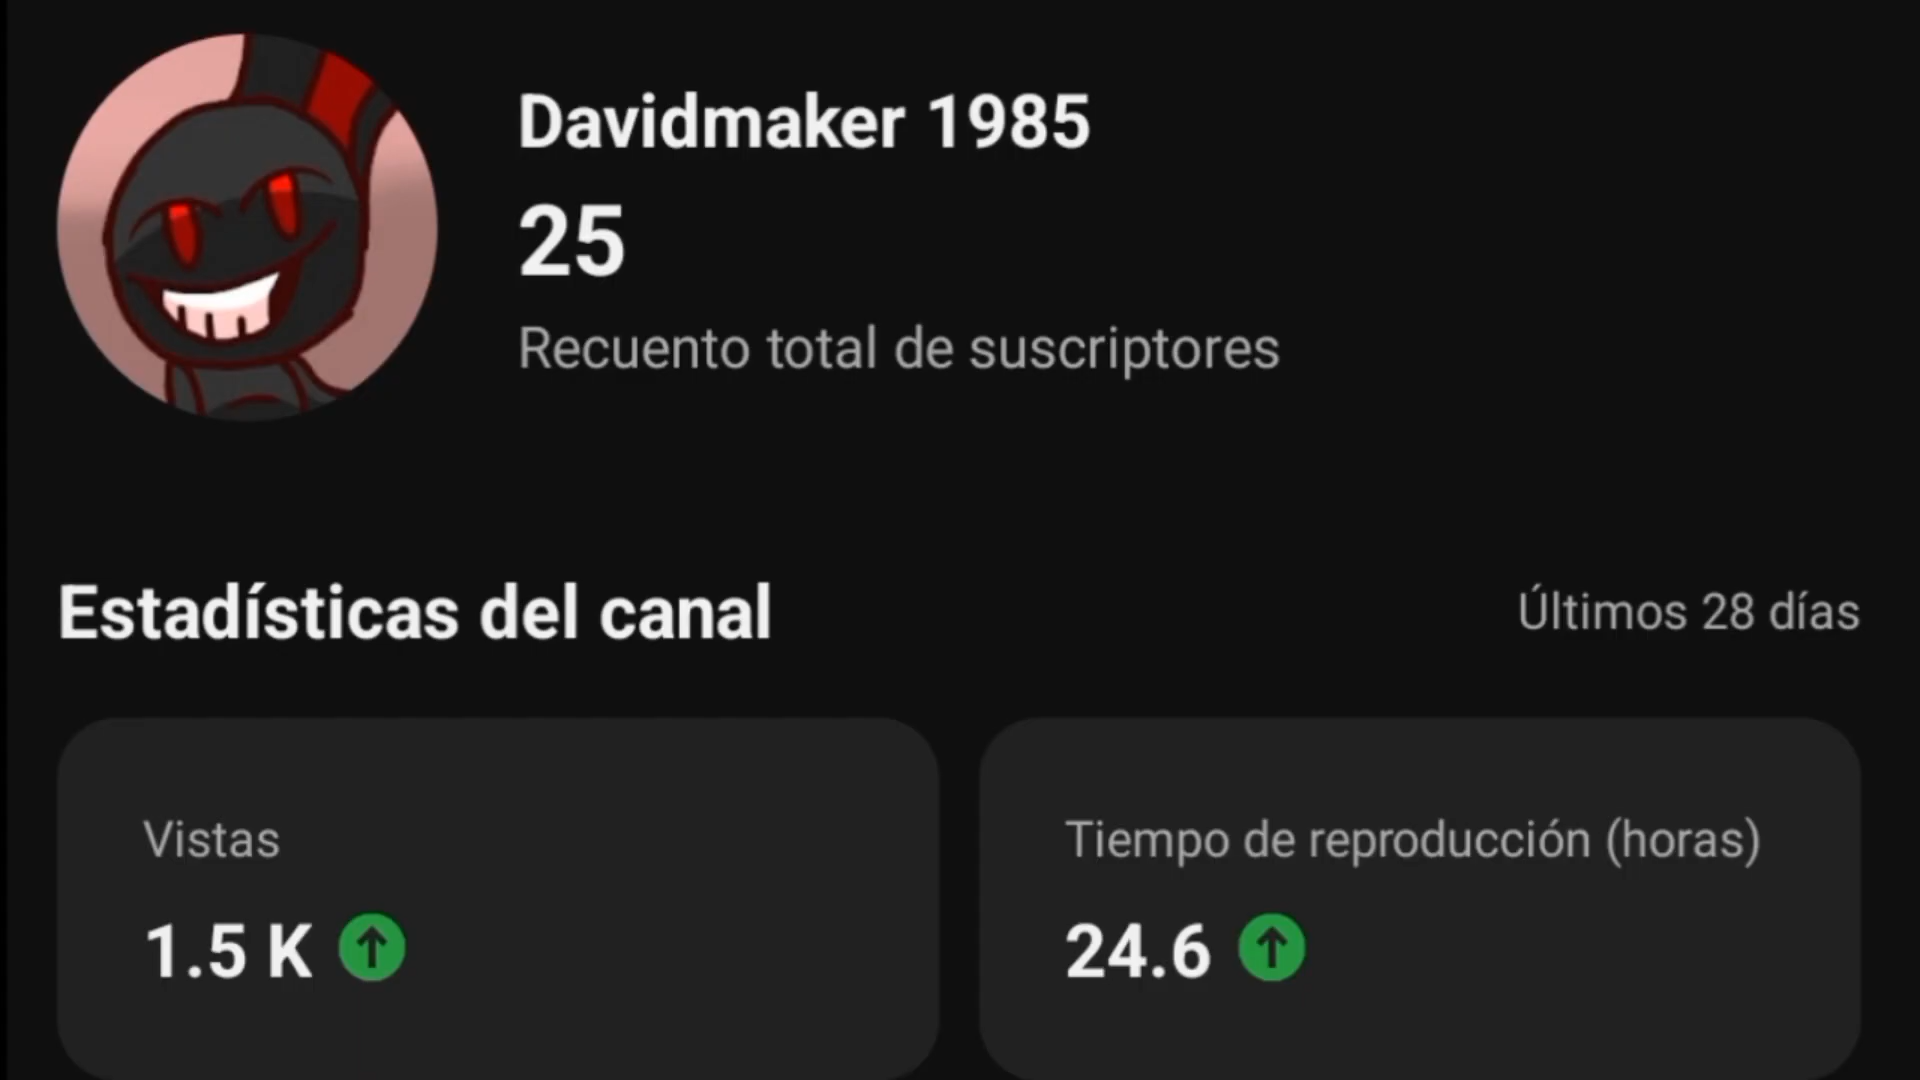 Davidmaker 1985
25
Recuento total de suscriptores
Estadísticas del canal
Últimos 28 días
Vistas
Tiempo de reproducción (horas)
1.5 K
24.6